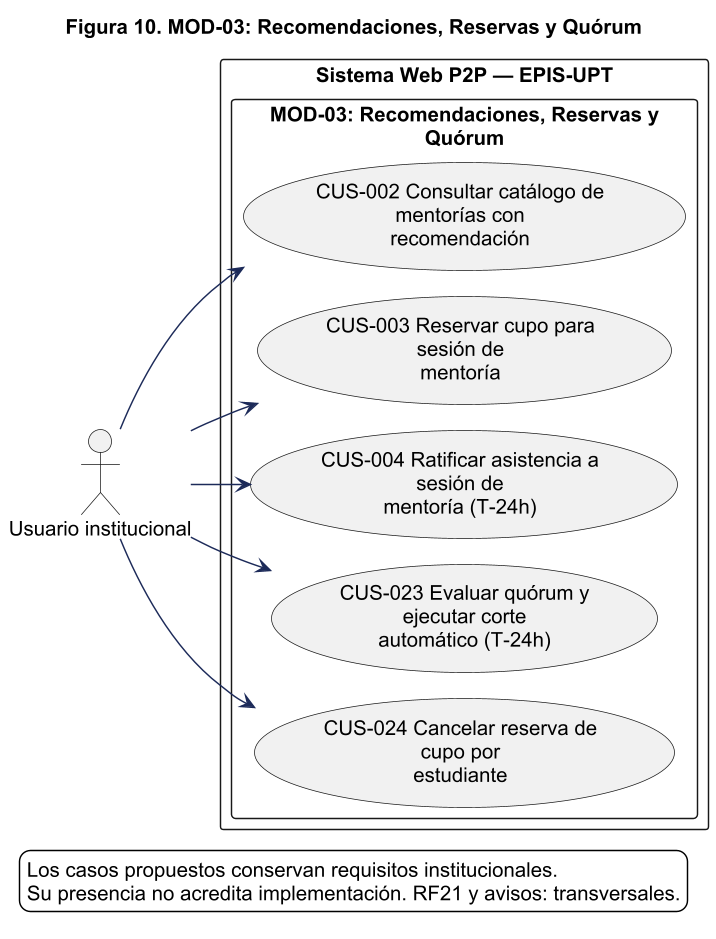 Figura 10. MOD-03: Recomendaciones, Reservas y Quórum
Sistema Web P2P — EPIS-UPT
MOD-03: Recomendaciones, Reservas y
Quórum
CUS-002 Consultar catálogo de
mentorías con
recomendación
CUS-003 Reservar cupo para
sesión de
mentoría
CUS-004 Ratificar asistencia a
sesión de
mentoría (T-24h)
Usuario institucional
CUS-023 Evaluar quórum y
ejecutar corte
automático (T-24h)
CUS-024 Cancelar reserva de
cupo por
estudiante
Los casos propuestos conservan requisitos institucionales.
Su presencia no acredita implementación. RF21 y avisos: transversales.